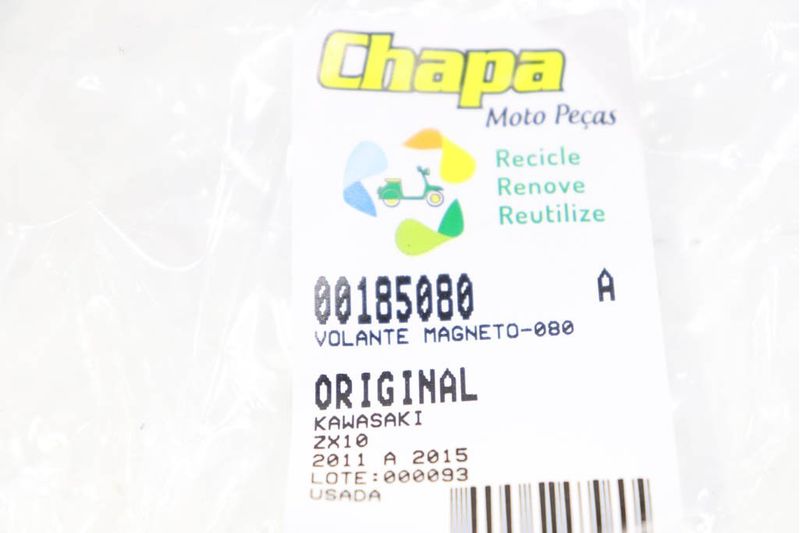 Chapa
Moto Peças
Recicle
Renove
Reutilize
00185080 A
VOLANTE MAGNETO-080
ORIGINAL
KAWASAKI
ZX10
2011 A 2015
LOTE:000093
USADA